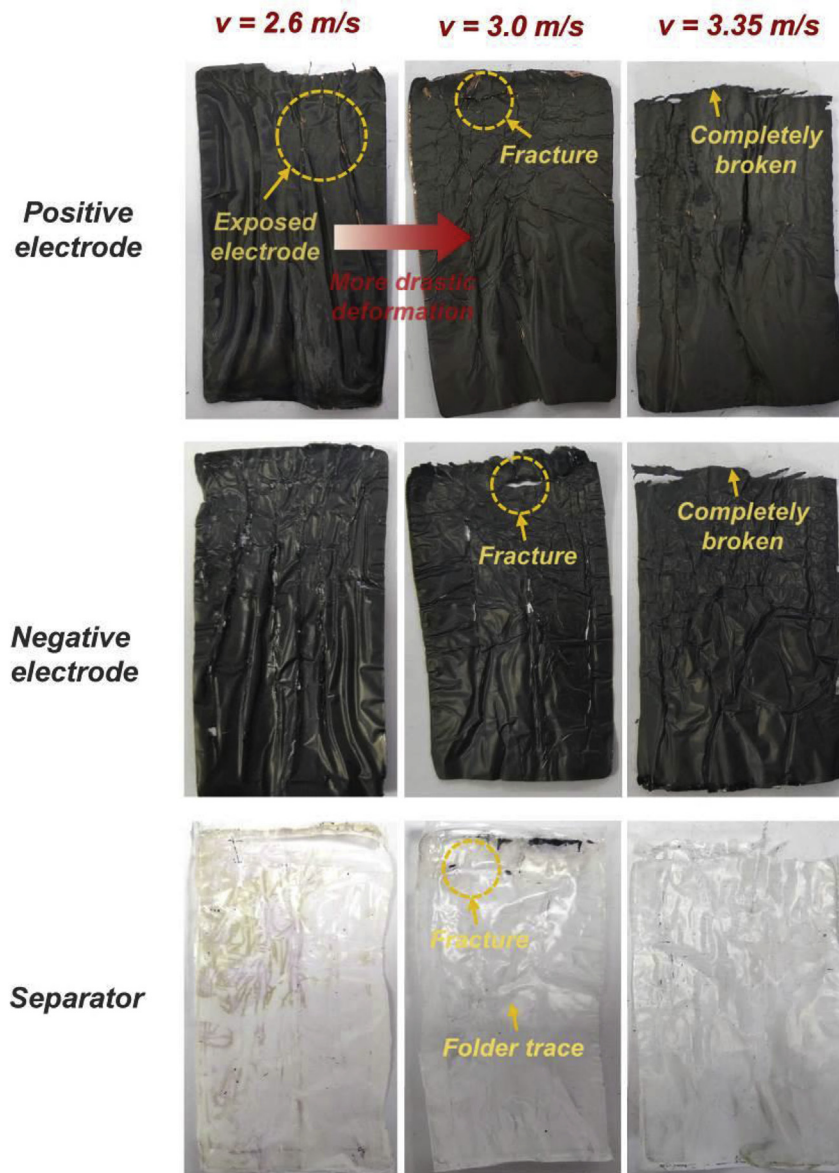 v = 2.6 m/s
v = 3.0 m/s
v = 3.35 m/s
Positive
electrode
Exposed
electrode
More drastic
deformation
Fracture
Completely
broken
Negative
electrode
Fracture
Completely
broken
Separator
Fracture
Folder trace